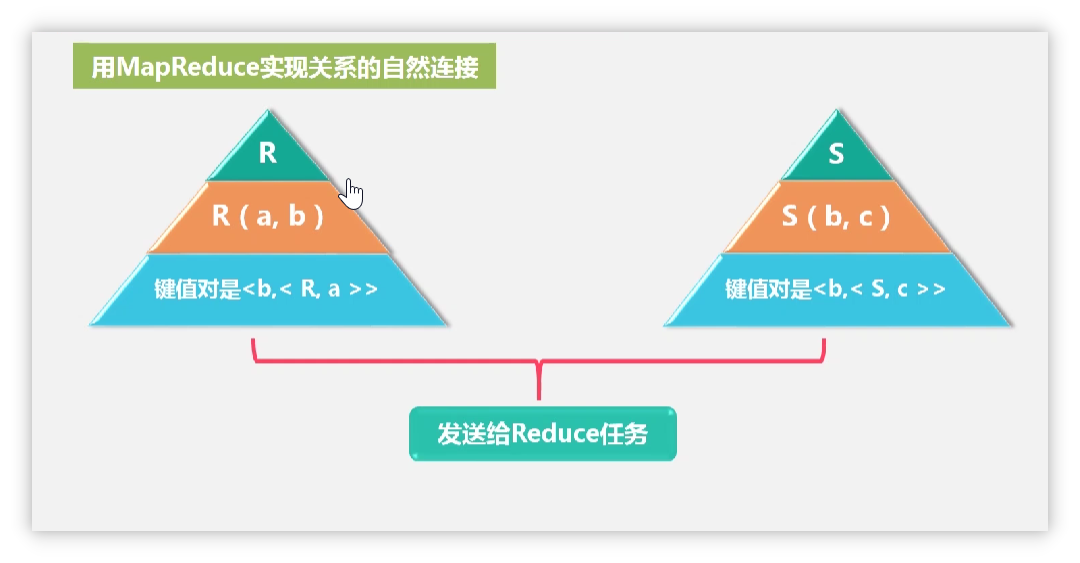 用MapReduce实现关系的自然连接
R
R ( a, b )
键值对是<b,< R, a >>
S
S ( b, c )
键值对是<b,< S, c >>
发送给Reduce任务